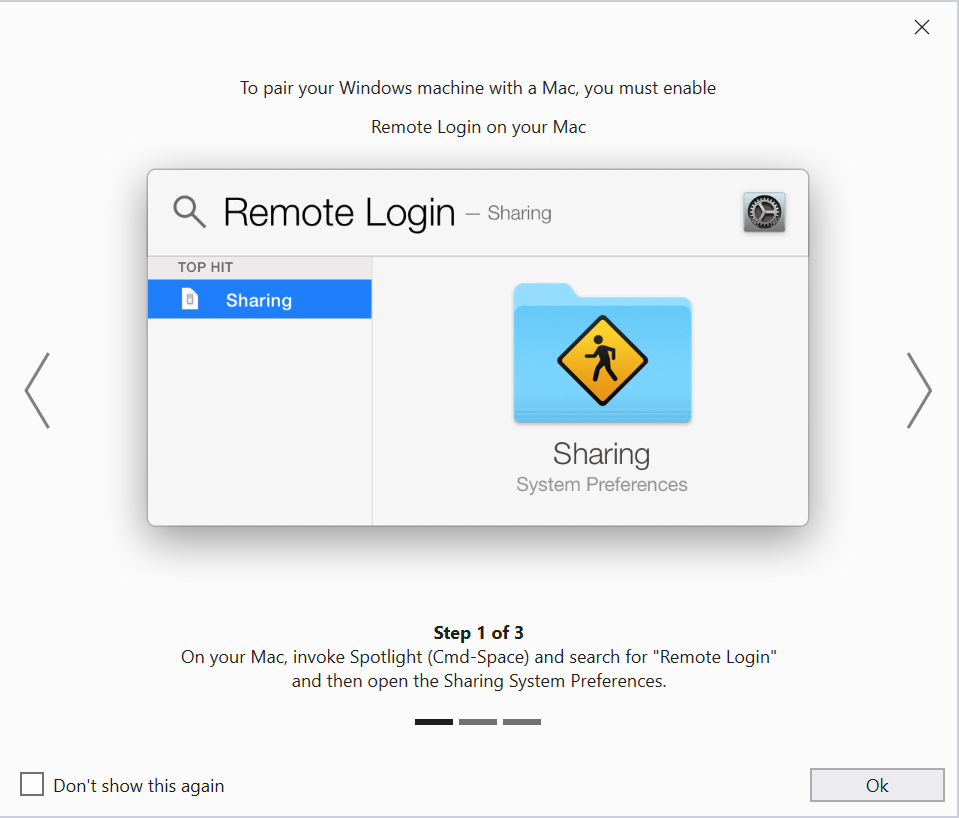 To pair your Windows machine with a Mac, you must enable
Remote Login on your Mac
Remote Login — Sharing
TOP HIT
Sharing
Sharing
System Preferences
Step 1 of 3
On your Mac, invoke Spotlight (Cmd-Space) and search for "Remote Login"
and then open the Sharing System Preferences.
Don't show this again
Ok